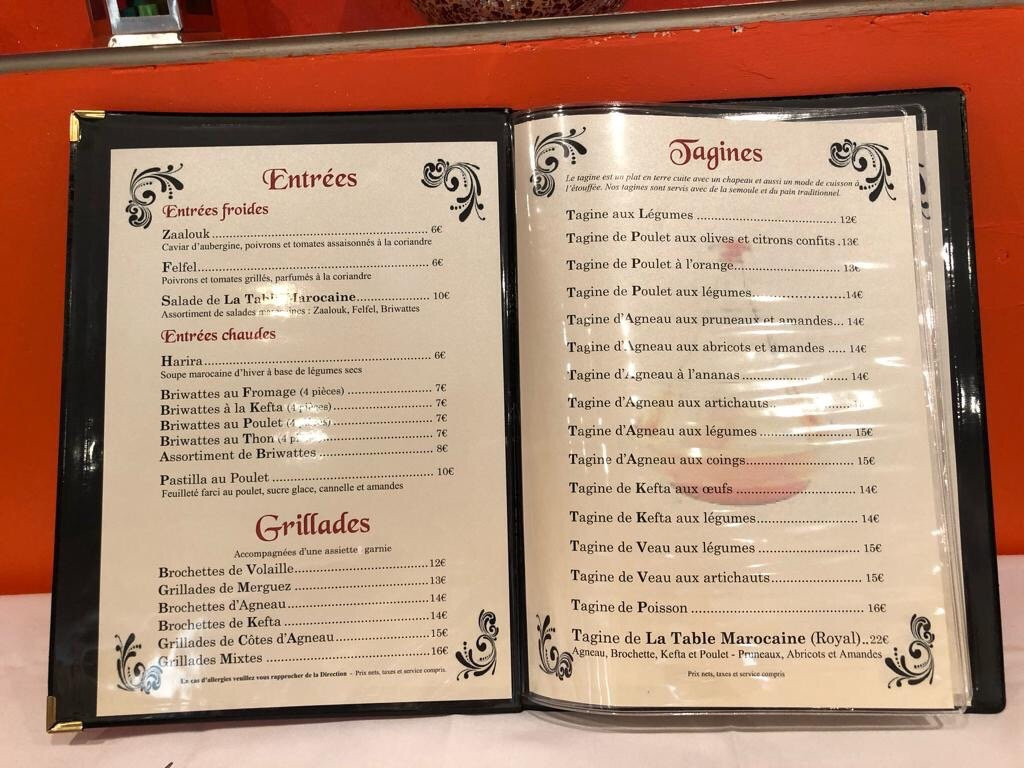 Entrées
Entrées froides
Zaalouk............................................................ 6€
Caviar d'aubergine, poivrons et tomates assaisonnés à la coriandre
Felfel................................................................ 6€
Poivrons et tomates grillés, parfumés à la coriandre
Salade de La Table Marocaine.................... 10€
Assortiment de salades marocaines : Zaalouk, Felfel, Briwattes
Entrées chaudes
Harira............................................................... 6€
Soupe marocaine d'hiver à base de légumes secs
Briwattes au Fromage (4 pièces) ........................ 7€
Briwattes à la Kefta (4 pièces)............................ 7€
Briwattes au Poulet (4 pièces)............................. 7€
Briwattes au Thon (4 pièces).............................. 7€
Assortiment de Briwattes ................................ 8€
Pastilla au Poulet ............................................ 10€
Feuilleté farci au poulet, sucre glace, cannelle et amandes
Grillades
Accompagnées d'une assiette garnie
Brochettes de Volaille.....................................12€
Grillades de Merguez ......................................13€
Brochettes d'Agneau.......................................14€
Brochettes de Kefta ........................................14€
Grillades de Côtes d'Agneau...........................15€
Grillades Mixtes .............................................16€
En cas d'allergies veuillez vous rapprocher de la Direction - Prix nets, taxes et service compris.
Tagines
Le tagine est un plat en terre cuite avec un chapeau et aussi un mode de cuisson à
l'étouffée. Nos tagines sont servis avec de la semoule et du pain traditionnel.
Tagine aux Légumes .................................. 12€
Tagine de Poulet aux olives et citrons confits .13€
Tagine de Poulet à l'orange.......................... 13€
Tagine de Poulet aux légumes.......................14€
Tagine d'Agneau aux pruneaux et amandes... 14€
Tagine d'Agneau aux abricots et amandes ..... 14€
Tagine d'Agneau à l'ananas ......................... 14€
Tagine d'Agneau aux artichauts..
Tagine d'Agneau aux légumes ...................... 15€
Tagine d'Agneau aux coings.......................... 15€
Tagine de Kefta aux œufs ............................ 14€
Tagine de Kefta aux légumes........................ 14€
Tagine de Veau aux légumes ........................ 15€
Tagine de Veau aux artichauts...................... 15€
Tagine de Poisson ...................................... 16€
Tagine de La Table Marocaine (Royal)..22€
Agneau, Brochette, Kefta et Poulet - Pruneaux, Abricots et Amandes
Prix nets, taxes et service compris